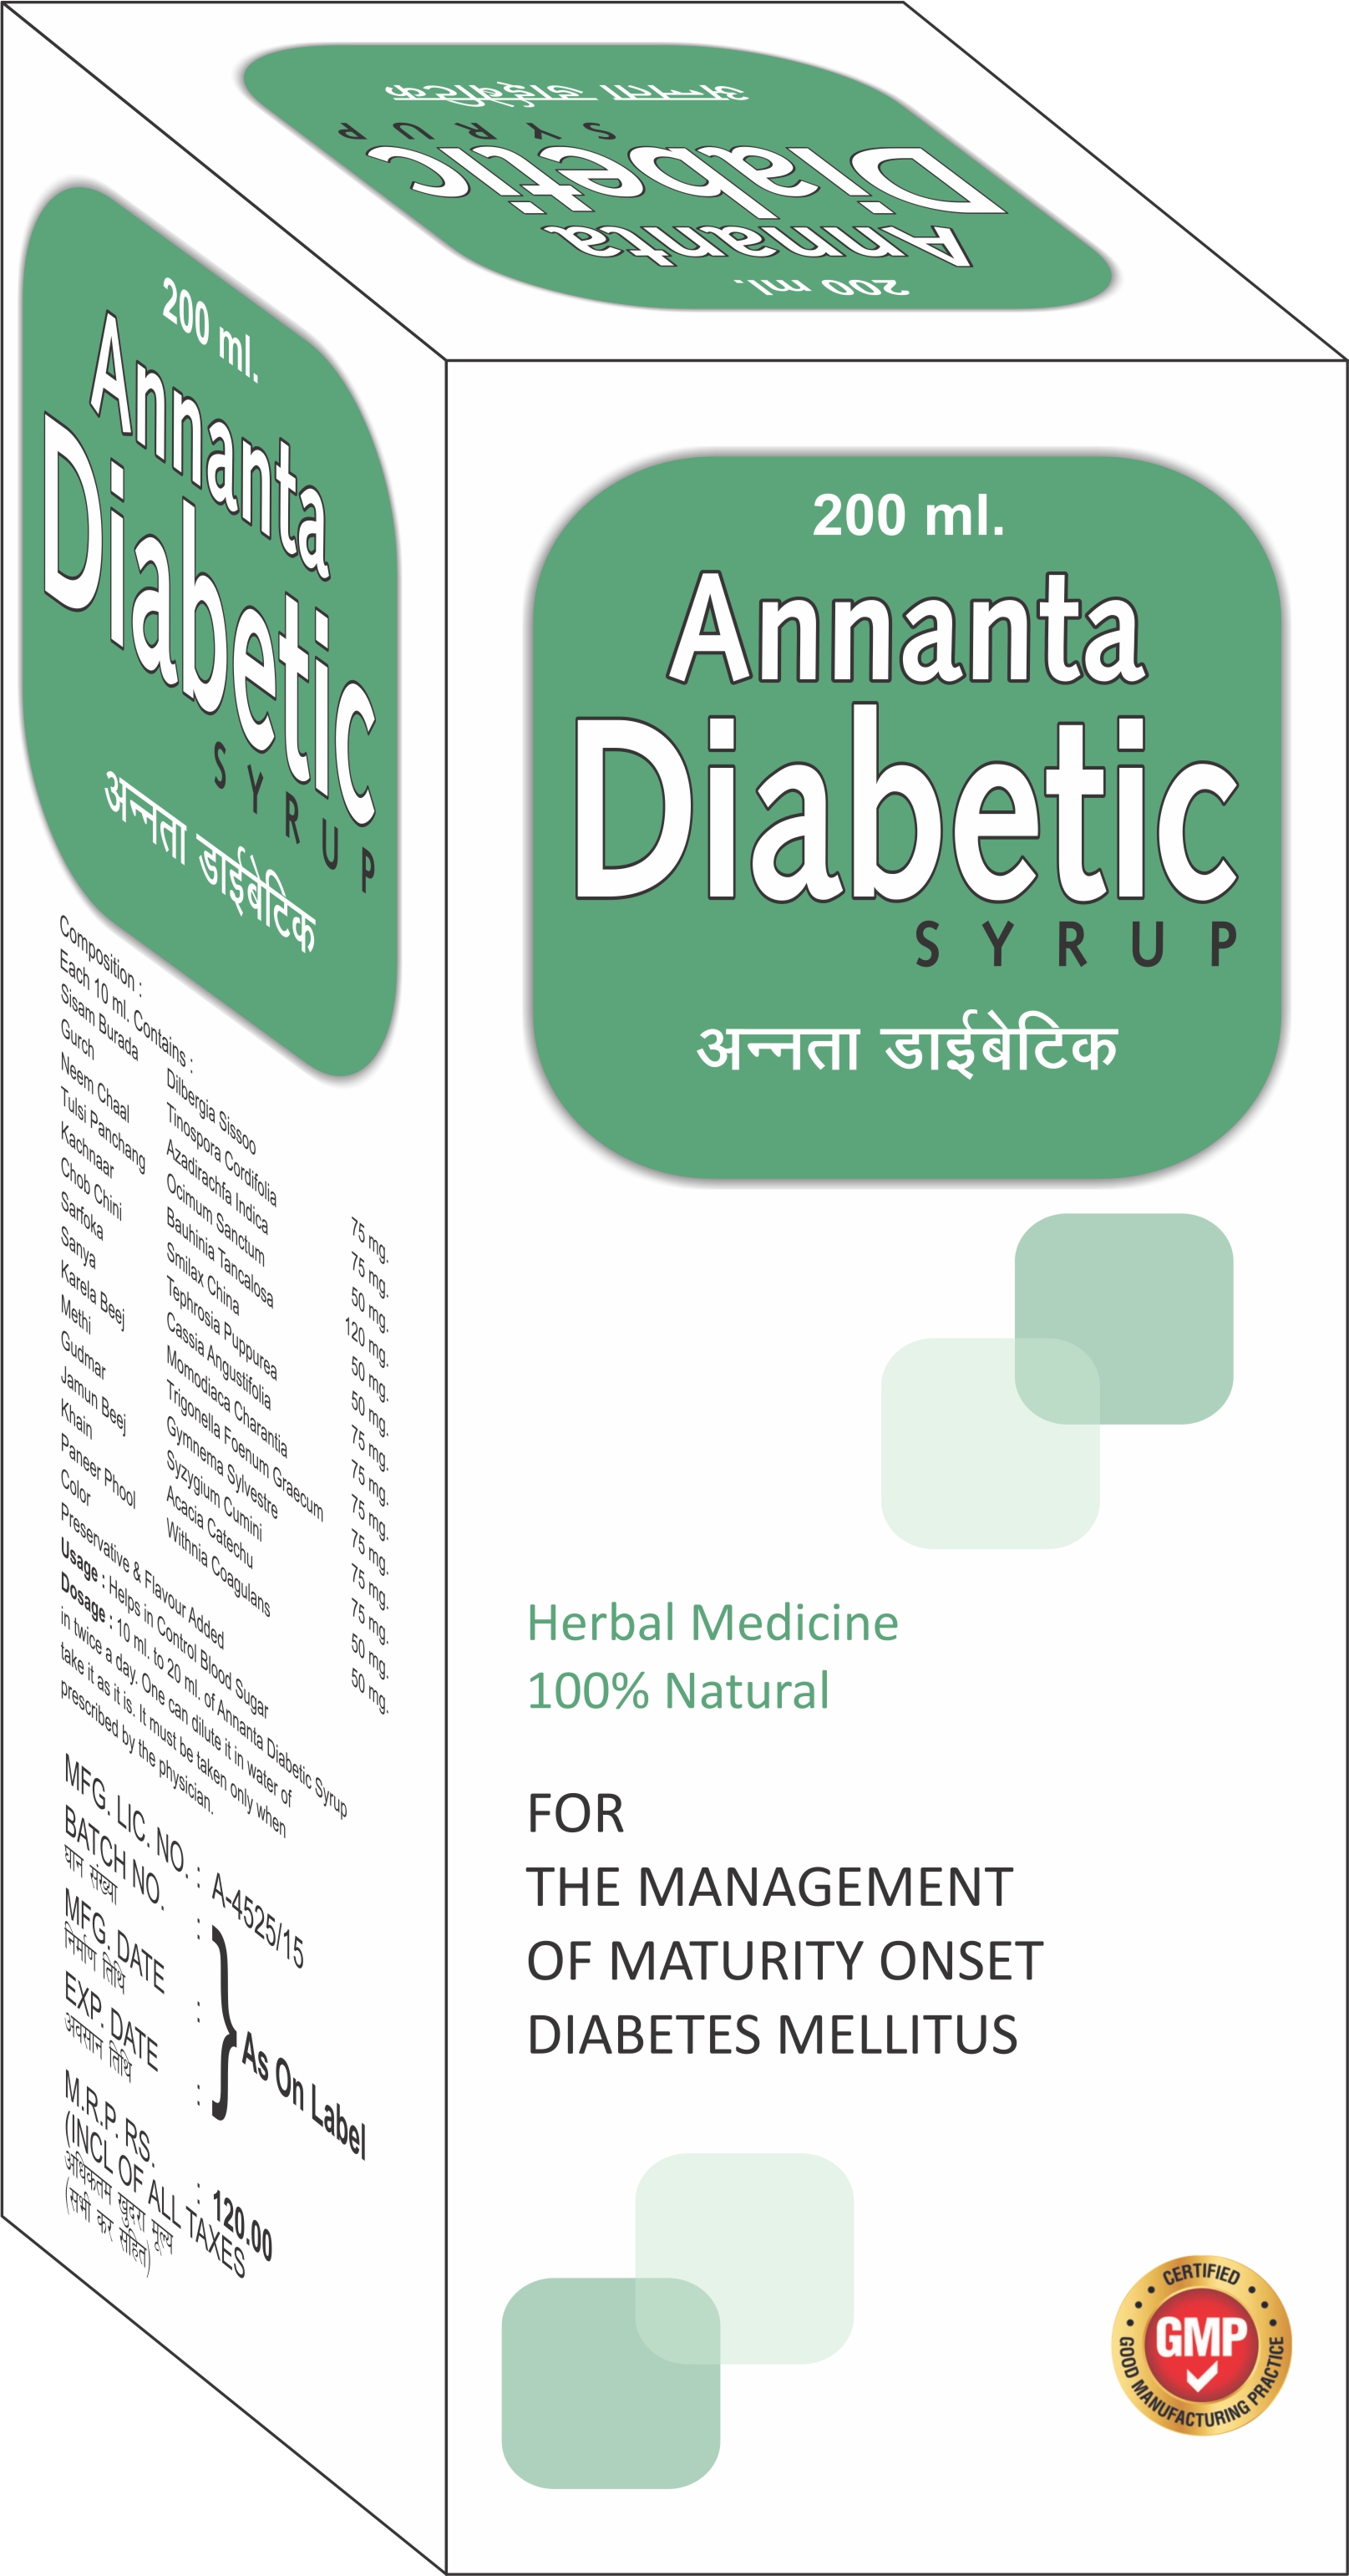 200 ml.
Annanta
Diabetic
SYRUP
अन्नता डाईबेटिक
200 ml.
Annanta
Diabetic
SYRUP
अन्नता डाईबेटिक
Composition :
Each 10 ml. Contains :
Sisam Burada Dilbergia Sissoo 75 mg.
Gurch Tinospora Cordifolia 75 mg.
Neem Chaal Azadirachfa Indica 50 mg.
Tulsi Panchang Ocimum Sanctum 120 mg.
Kachnaar Bauhinia Tancalosa 50 mg.
Chob Chini Smilax China 50 mg.
Sarfoka Tephrosia Puppurea 75 mg.
Sanya Cassia Angustifolia 75 mg.
Karela Beej Momodiaca Charantia 75 mg.
Methi Trigonella Foenum Graecum 75 mg.
Gudmar Gymnema Sylvestre 75 mg.
Jamun Beej Syzygium Cumini 75 mg.
Khain Acacia Catechu 50 mg.
Paneer Phool Withnia Coagulans 50 mg.
Color
Preservative & Flavour Added
Usage : Helps in Control Blood Sugar
Dosage : 10 ml. to 20 ml. of Annanta Diabetic Syrup
in twice a day. One can dilute it in water of
take it as it is. It must be taken only when
prescribed by the physician.
MFG. LIC. NO. : A-4525/15
BATCH NO. :
घान संख्या
MFG. DATE :
निर्माण तिथि
EXP. DATE :
अवसान तिथि
As On Label
M.R.P. RS. : 120.00
(INCL OF ALL TAXES
अधिकतम खुदरा मूल्य
(सभी कर सहित)
200 ml.
Annanta
Diabetic
SYRUP
अन्नता डाईबेटिक
Herbal Medicine
100% Natural
FOR
THE MANAGEMENT
OF MATURITY ONSET
DIABETES MELLITUS
CERTIFIED
GMP
GOOD MANUFACTURING PRACTICE